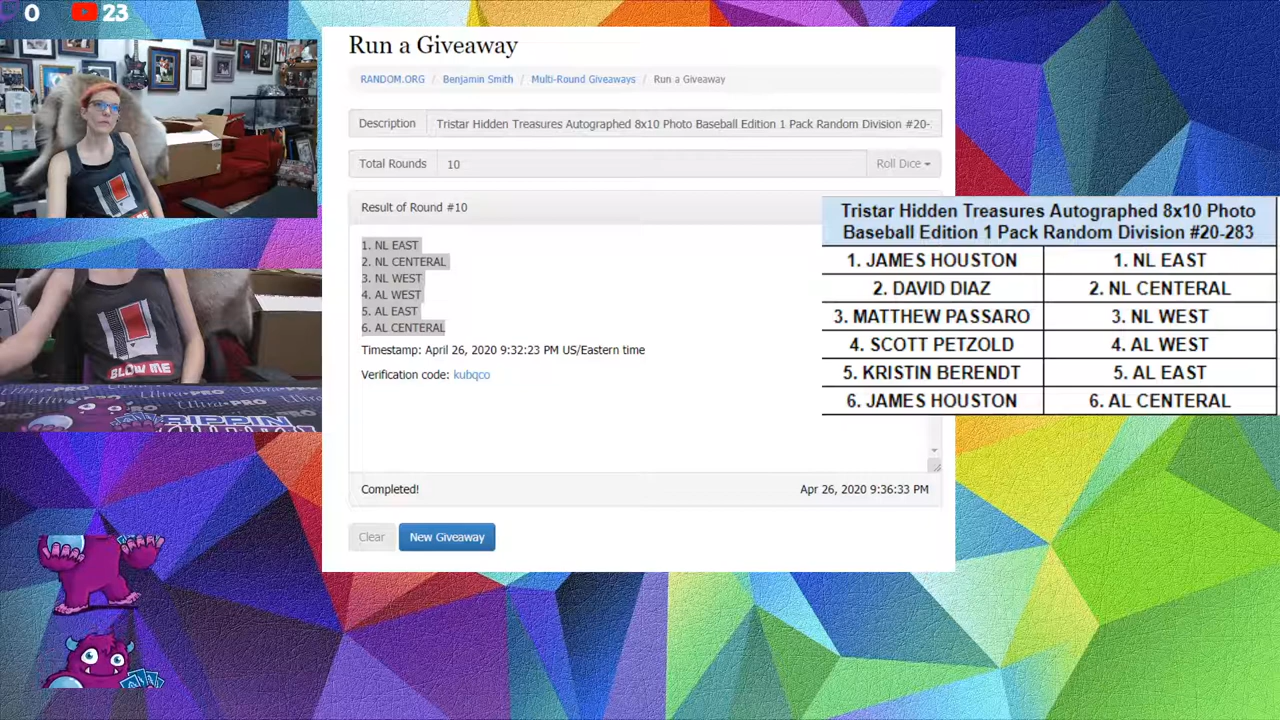 0 23
Run a Giveaway
RANDOM.ORG / Benjamin Smith / Multi-Round Giveaways / Run a Giveaway
Description Tristar Hidden Treasures Autographed 8x10 Photo Baseball Edition 1 Pack Random Division #20-
Total Rounds 10 Roll Dice
Result of Round #10
1. NL EAST
2. NL CENTERAL
3. NL WEST
4. AL WEST
5. AL EAST
6. AL CENTERAL
Timestamp: April 26, 2020 9:32:23 PM US/Eastern time
Verification code: kubqco
Completed! Apr 26, 2020 9:36:33 PM
Clear New Giveaway
Tristar Hidden Treasures Autographed 8x10 Photo
Baseball Edition 1 Pack Random Division #20-283
1. JAMES HOUSTON 1. NL EAST
2. DAVID DIAZ 2. NL CENTERAL
3. MATTHEW PASSARO 3. NL WEST
4. SCOTT PETZOLD 4. AL WEST
5. KRISTIN BERENDT 5. AL EAST
6. JAMES HOUSTON 6. AL CENTERAL
BLOW ME
Ultra PRO
RIPPIN